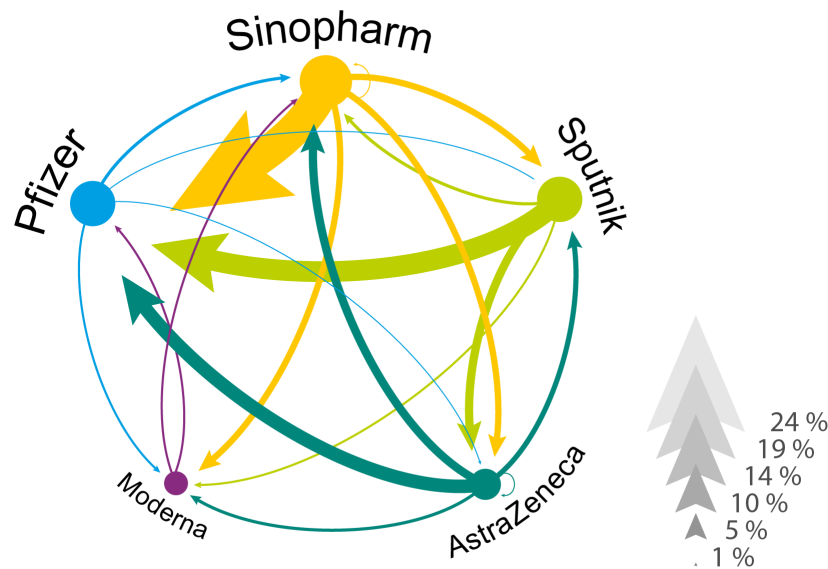 Sinopharm
Sputnik
Pfizer
Moderna
AstraZeneca
24 %
19 %
14 %
10 %
5 %
1 %